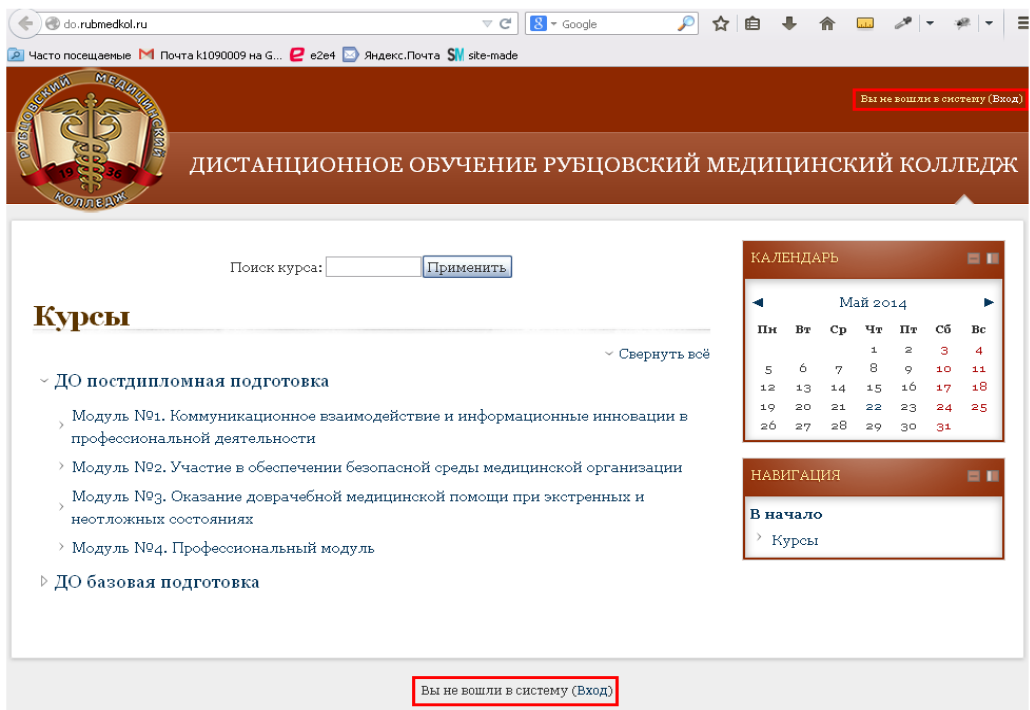 do.rubmedkol.ru
Google
Часто посещаемые Почта k1090009 на G... e2e4 Яндекс.Почта SM site-made
РУБЦОВСКИЙ МЕДИЦИНСКИЙ
КОЛЛЕДЖ
1936
Вы не вошли в систему (Вход)
ДИСТАНЦИОННОЕ ОБУЧЕНИЕ РУБЦОВСКИЙ МЕДИЦИНСКИЙ КОЛЛЕДЖ
Поиск курса: Применить
Курсы
Свернуть всё
ДО постдипломная подготовка
Модуль №1. Коммуникационное взаимодействие и информационные инновации в
профессиональной деятельности
Модуль №2. Участие в обеспечении безопасной среды медицинской организации
Модуль №3. Оказание доврачебной медицинской помощи при экстренных и
неотложных состояниях
Модуль №4. Профессиональный модуль
ДО базовая подготовка
КАЛЕНДАРЬ
Май 2014
Пн Вт Ср Чт Пт Сб Вс
1 2 3 4
5 6 7 8 9 10 11
12 13 14 15 16 17 18
19 20 21 22 23 24 25
26 27 28 29 30 31
НАВИГАЦИЯ
В начало
Курсы
Вы не вошли в систему (Вход)